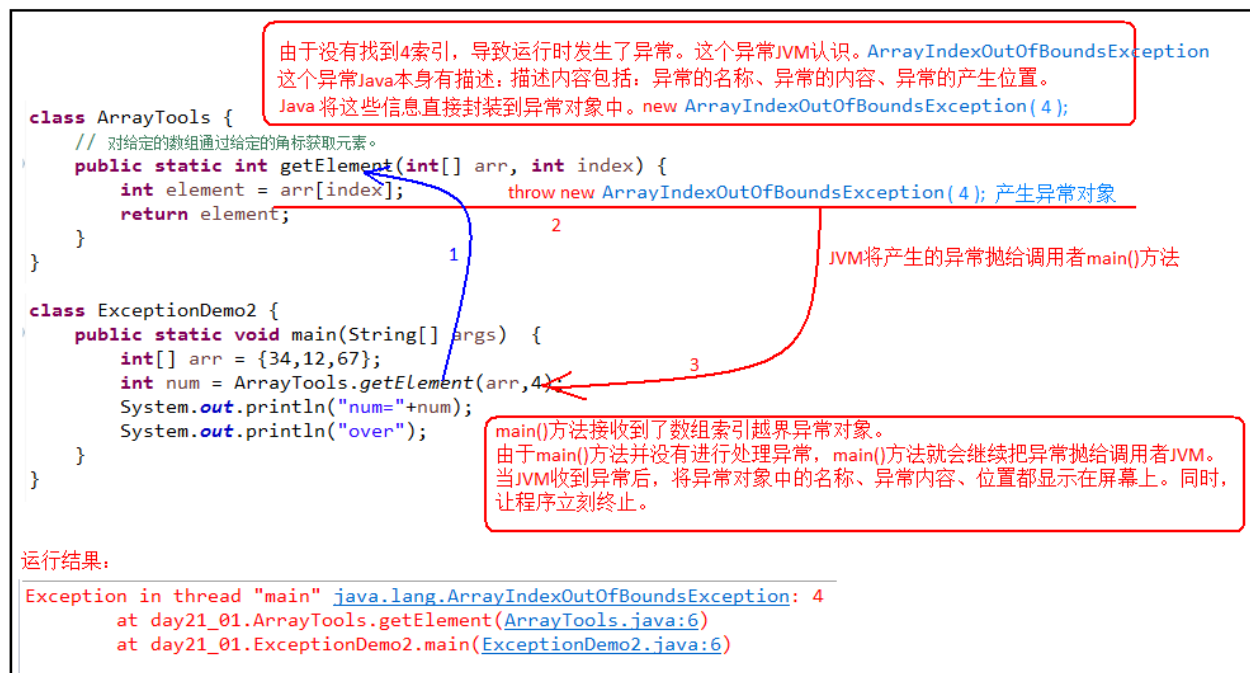 由于没有找到4索引，导致运行时发生了异常。这个异常JVM认识。ArrayIndexOutOfBoundsException
这个异常Java本身有描述：描述内容包括：异常的名称、异常的内容、异常的产生位置。
Java 将这些信息直接封装到异常对象中。new ArrayIndexOutOfBoundsException(4);
class ArrayTools {
// 对给定的数组通过给定的角标获取元素。
public static int getElement(int[] arr, int index) {
int element = arr[index];
throw new ArrayIndexOutOfBoundsException(4); 产生异常对象
return element;
2
}
1
JVM将产生的异常抛给调用者main()方法
}
class ExceptionDemo2 {
public static void main(String[] args) {
int[] arr = {34,12,67};
3
int num = ArrayTools.getElement(arr,4);
System.out.println("num="+num);
System.out.println("over");
}
}
main()方法接收到了数组索引越界异常对象。
由于main()方法并没有进行处理异常，main()方法就会继续把异常抛给调用者JVM。
当JVM收到异常后，将异常对象中的名称、异常内容、位置都显示在屏幕上。同时，
让程序立刻终止。
运行结果：
Exception in thread "main" java.lang.ArrayIndexOutOfBoundsException: 4
at day21_01.ArrayTools.getElement(ArrayTools.java:6)
at day21_01.ExceptionDemo2.main(ExceptionDemo2.java:6)